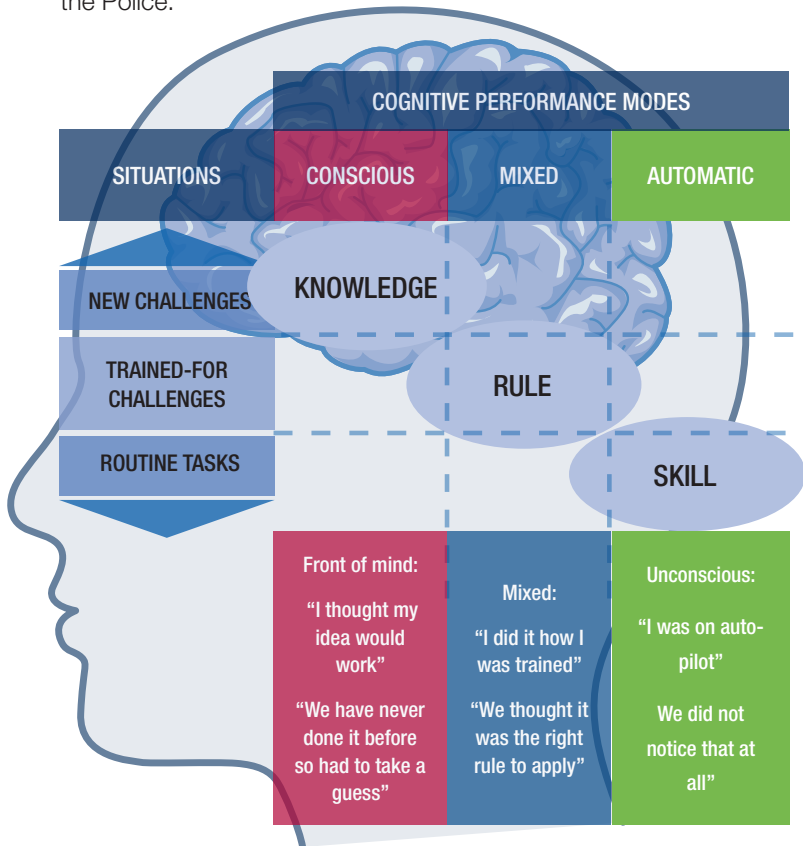 the Police.
COGNITIVE PERFORMANCE MODES
SITUATIONS
CONSCIOUS
MIXED
AUTOMATIC
NEW CHALLENGES
KNOWLEDGE
TRAINED-FOR
CHALLENGES
RULE
ROUTINE TASKS
SKILL
Front of mind:
“I thought my
idea would
work”
“We have never
done it before
so had to take a
guess”
Mixed:
“I did it how I
was trained”
“We thought it
was the right
rule to apply”
Unconscious:
“I was on auto-
pilot”
We did not
notice that at
all”